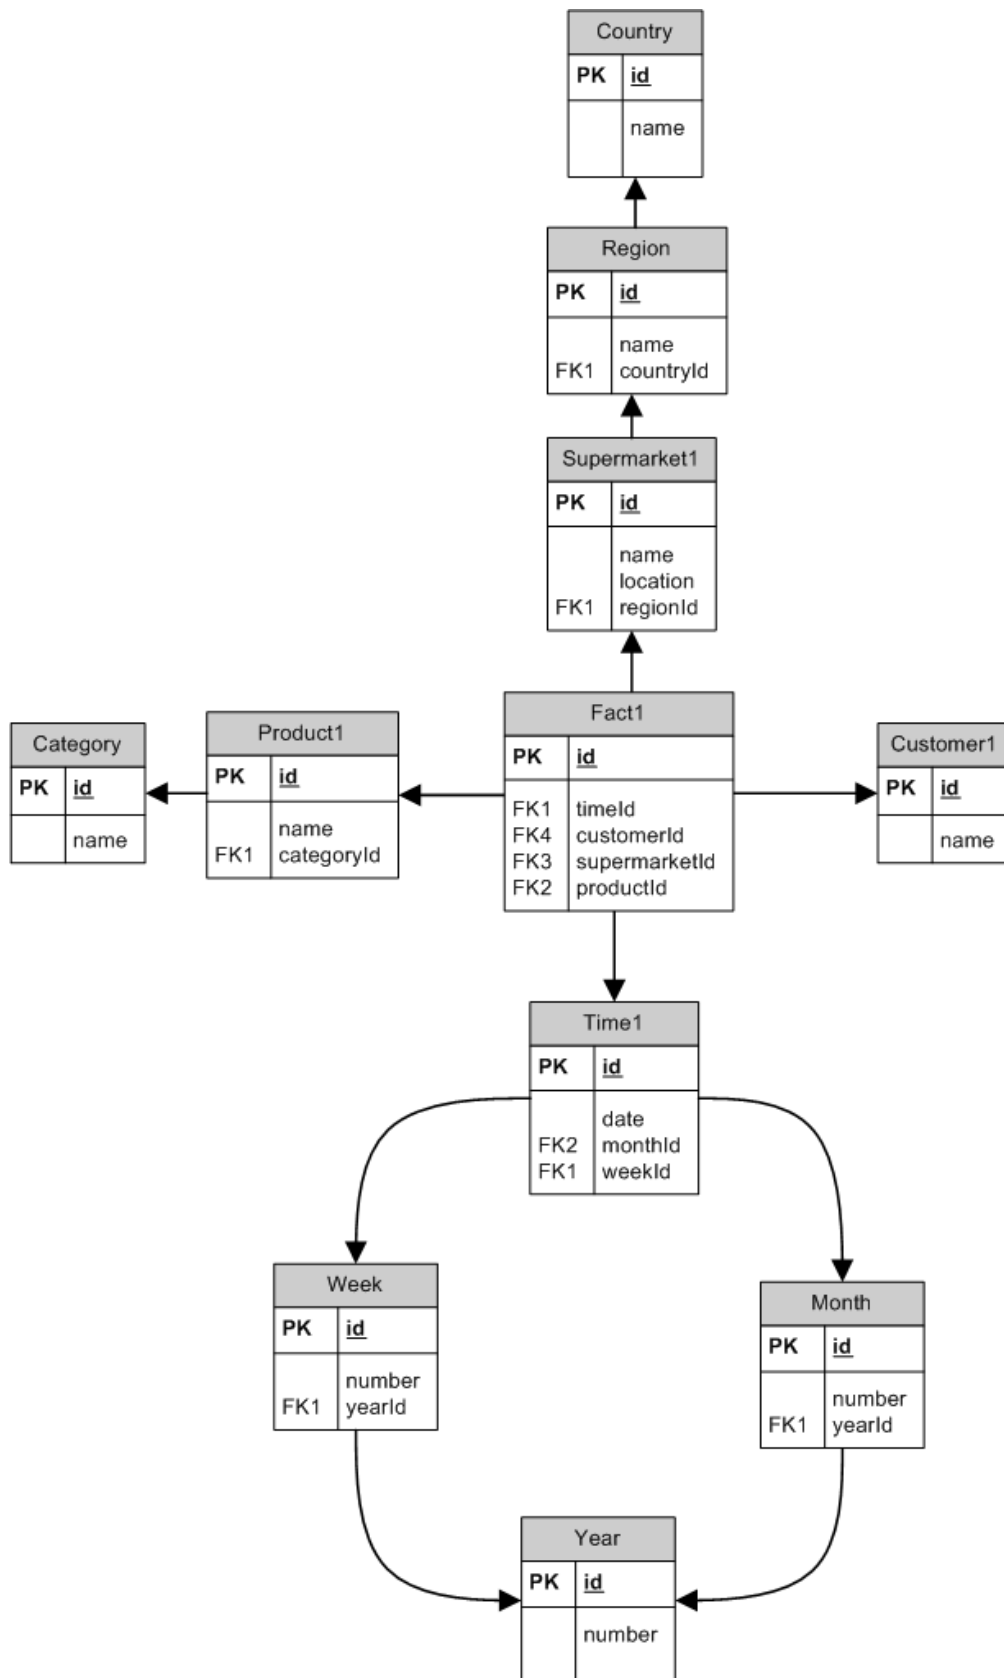 Country
PK id
name
Region
PK id
name
FK1 countryId
Supermarket1
PK id
name
location
FK1 regionId
Fact1
PK id
FK1 timeId
FK4 customerId
FK3 supermarketId
FK2 productId
Category
PK id
name
Product1
PK id
name
FK1 categoryId
Customer1
PK id
name
Time1
PK id
date
FK2 monthId
FK1 weekId
Week
PK id
number
FK1 yearId
Month
PK id
number
FK1 yearId
Year
PK id
number